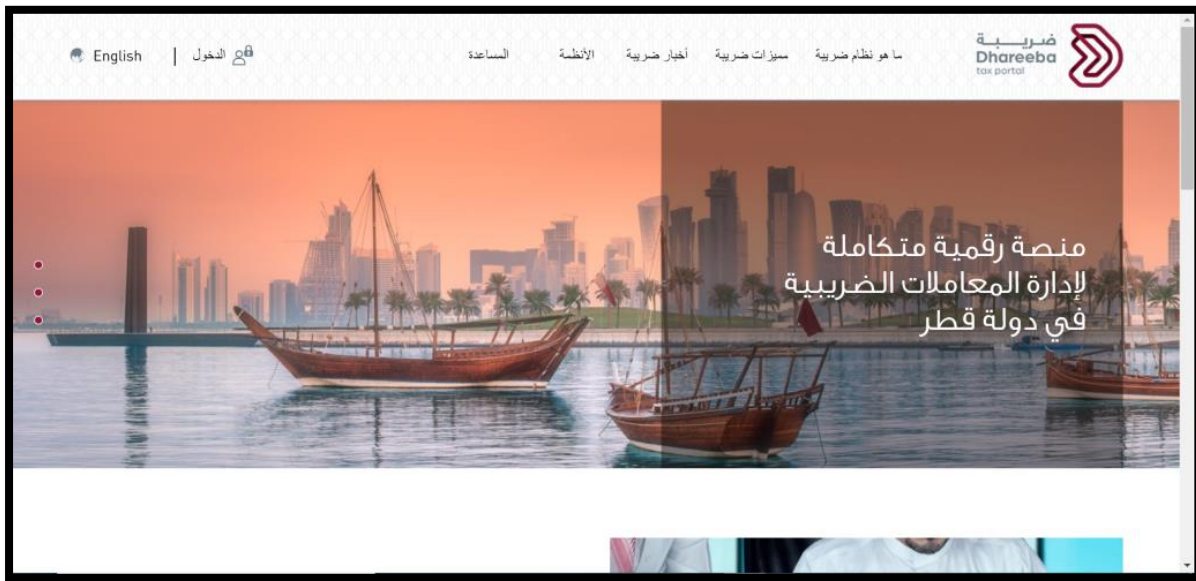 ضريبة
Dhareeba
tax portal
ما هو نظام ضريبة
مميزات ضريبة
أخبار ضريبة
الأنظمة
المساعدة
الدخول
English
منصة رقمية متكاملة
لإدارة المعاملات الضريبية
في دولة قطر